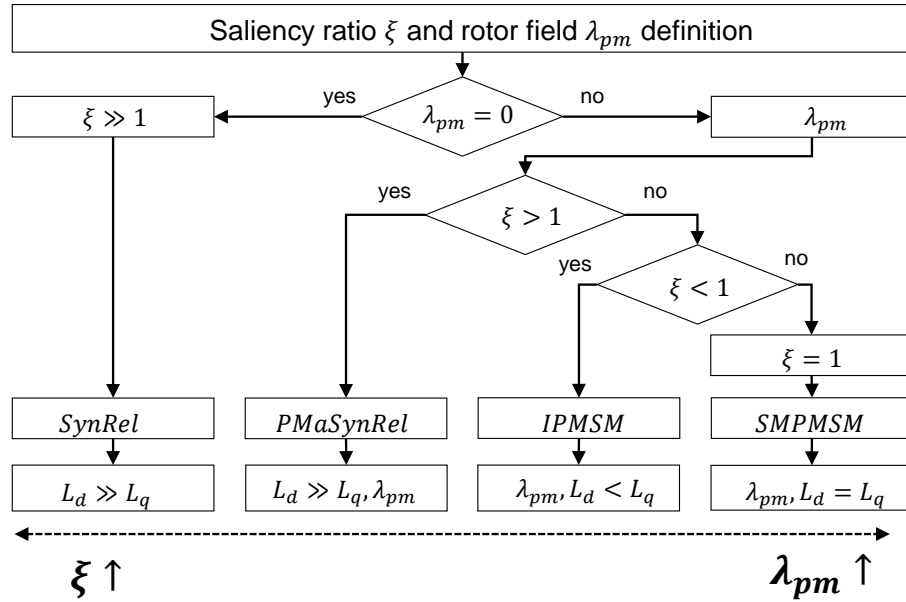 Saliency ratio ξ and rotor field λ_pm definition
yes
no
ξ ≫ 1
λ_pm = 0
λ_pm
yes
no
ξ > 1
yes
no
ξ < 1
ξ = 1
SynRel
PMaSynRel
IPMSM
SMPMSM
L_d ≫ L_q
L_d ≫ L_q, λ_pm
λ_pm, L_d < L_q
λ_pm, L_d = L_q
ξ ↑
λ_pm ↑